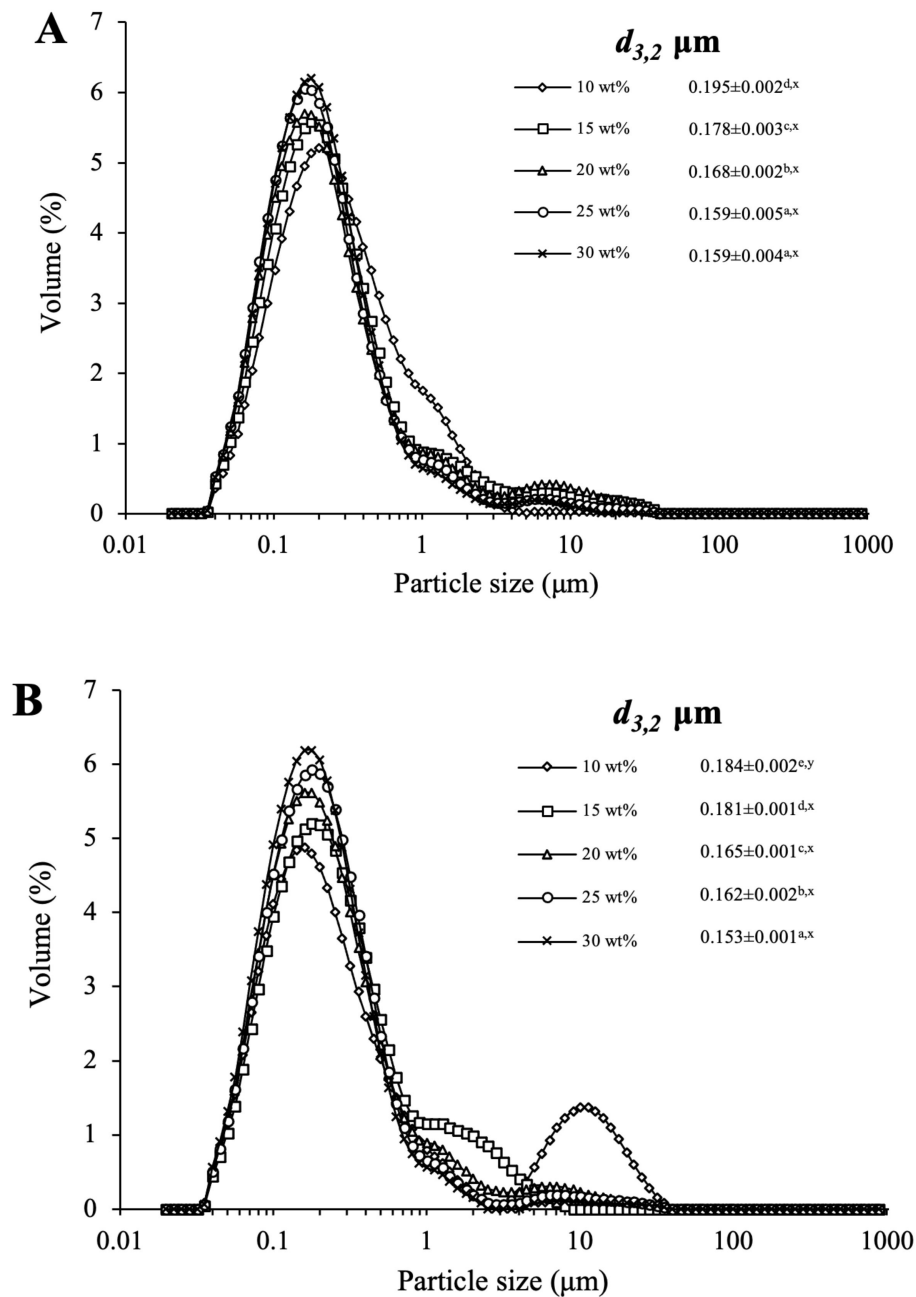 A
d3,2 µm
10 wt% 0.195±0.002d,x
15 wt% 0.178±0.003c,x
20 wt% 0.168±0.002b,x
25 wt% 0.159±0.005a,x
30 wt% 0.159±0.004a,x
Volume (%)
7
6
5
4
3
2
1
0
0.01 0.1 1 10 100 1000
Particle size (µm)
B
d3,2 µm
10 wt% 0.184±0.002e,y
15 wt% 0.181±0.001d,x
20 wt% 0.165±0.001c,x
25 wt% 0.162±0.002b,x
30 wt% 0.153±0.001a,x
Volume (%)
7
6
5
4
3
2
1
0
0.01 0.1 1 10 100 1000
Particle size (µm)